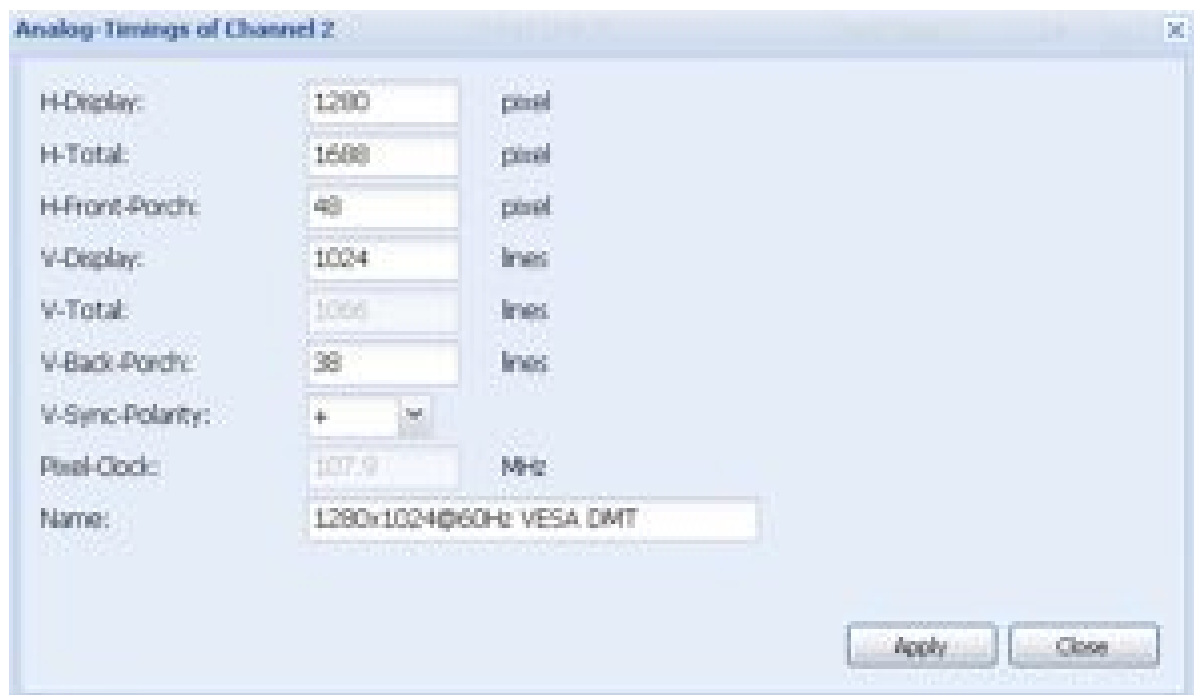 Analog-Timings of Channel 2
H-Display: 1280 pixel
H-Total: 1688 pixel
H-Front-Porch: 48 pixel
V-Display: 1024 lines
V-Total: 1066 lines
V-Back-Porch: 38 lines
V-Sync-Polarity: +
Pixel-Clock: 107.9 MHz
Name: 1280x1024@60Hz VESA DMT
Apply Close